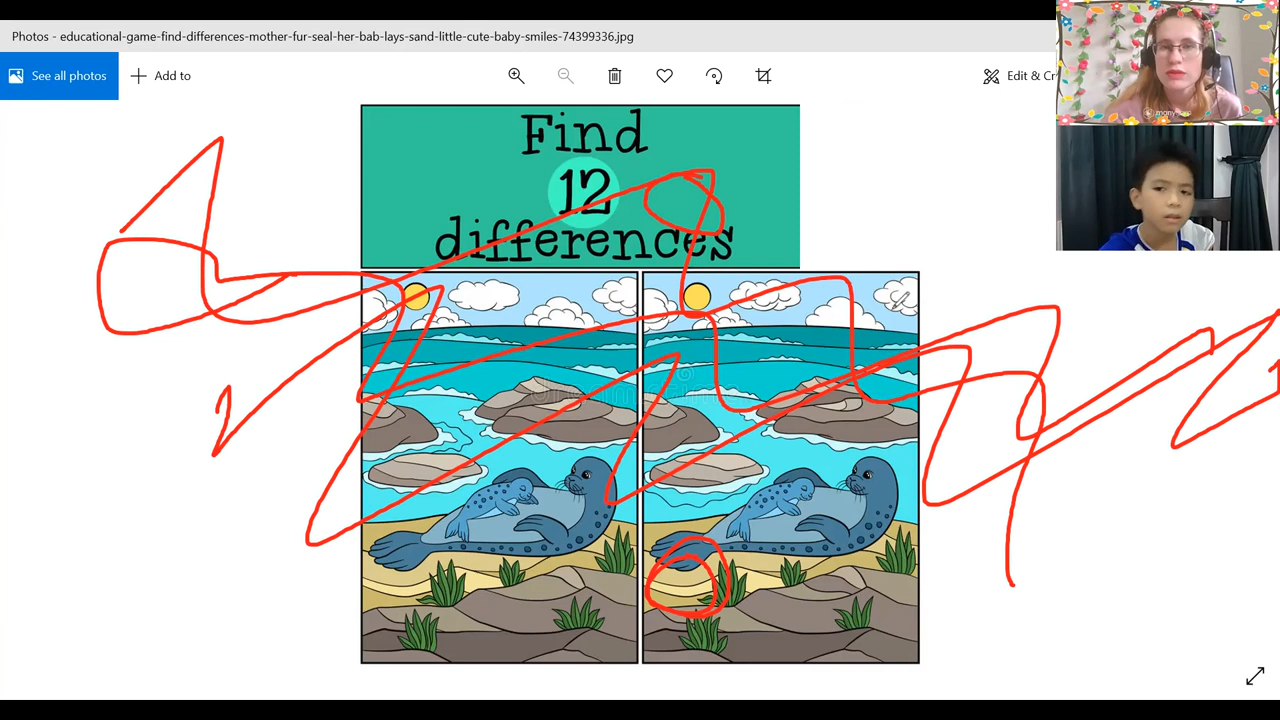 Photos - educational-game-find-differences-mother-fur-seal-her-bab-lays-sand-little-cute-baby-smiles-74399336.jpg
See all photos
Add to
Edit & Cr
Find
12
differences